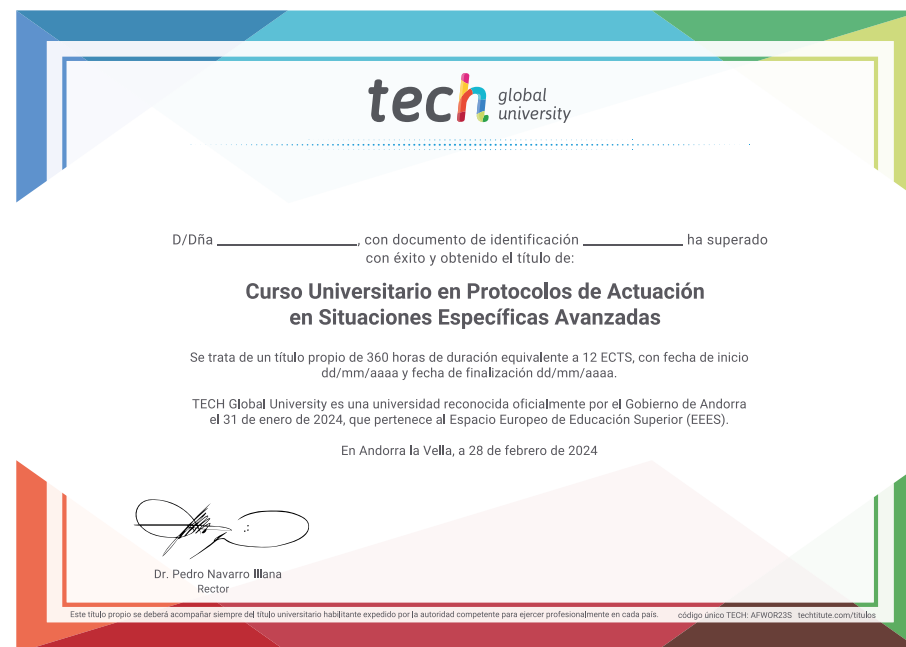 tech global university
D/Dña ____________________, con documento de identificación ______________ ha superado
con éxito y obtenido el título de:
Curso Universitario en Protocolos de Actuación
en Situaciones Específicas Avanzadas
Se trata de un título propio de 360 horas de duración equivalente a 12 ECTS, con fecha de inicio
dd/mm/aaaa y fecha de finalización dd/mm/aaaa.
TECH Global University es una universidad reconocida oficialmente por el Gobierno de Andorra
el 31 de enero de 2024, que pertenece al Espacio Europeo de Educación Superior (EEES).
En Andorra la Vella, a 28 de febrero de 2024
Dr. Pedro Navarro Illana
Rector
Este título propio se deberá acompañar siempre del título universitario habilitante expedido por la autoridad competente para ejercer profesionalmente en cada país. código único TECH: AFWOR23S techtitute.com/titulos